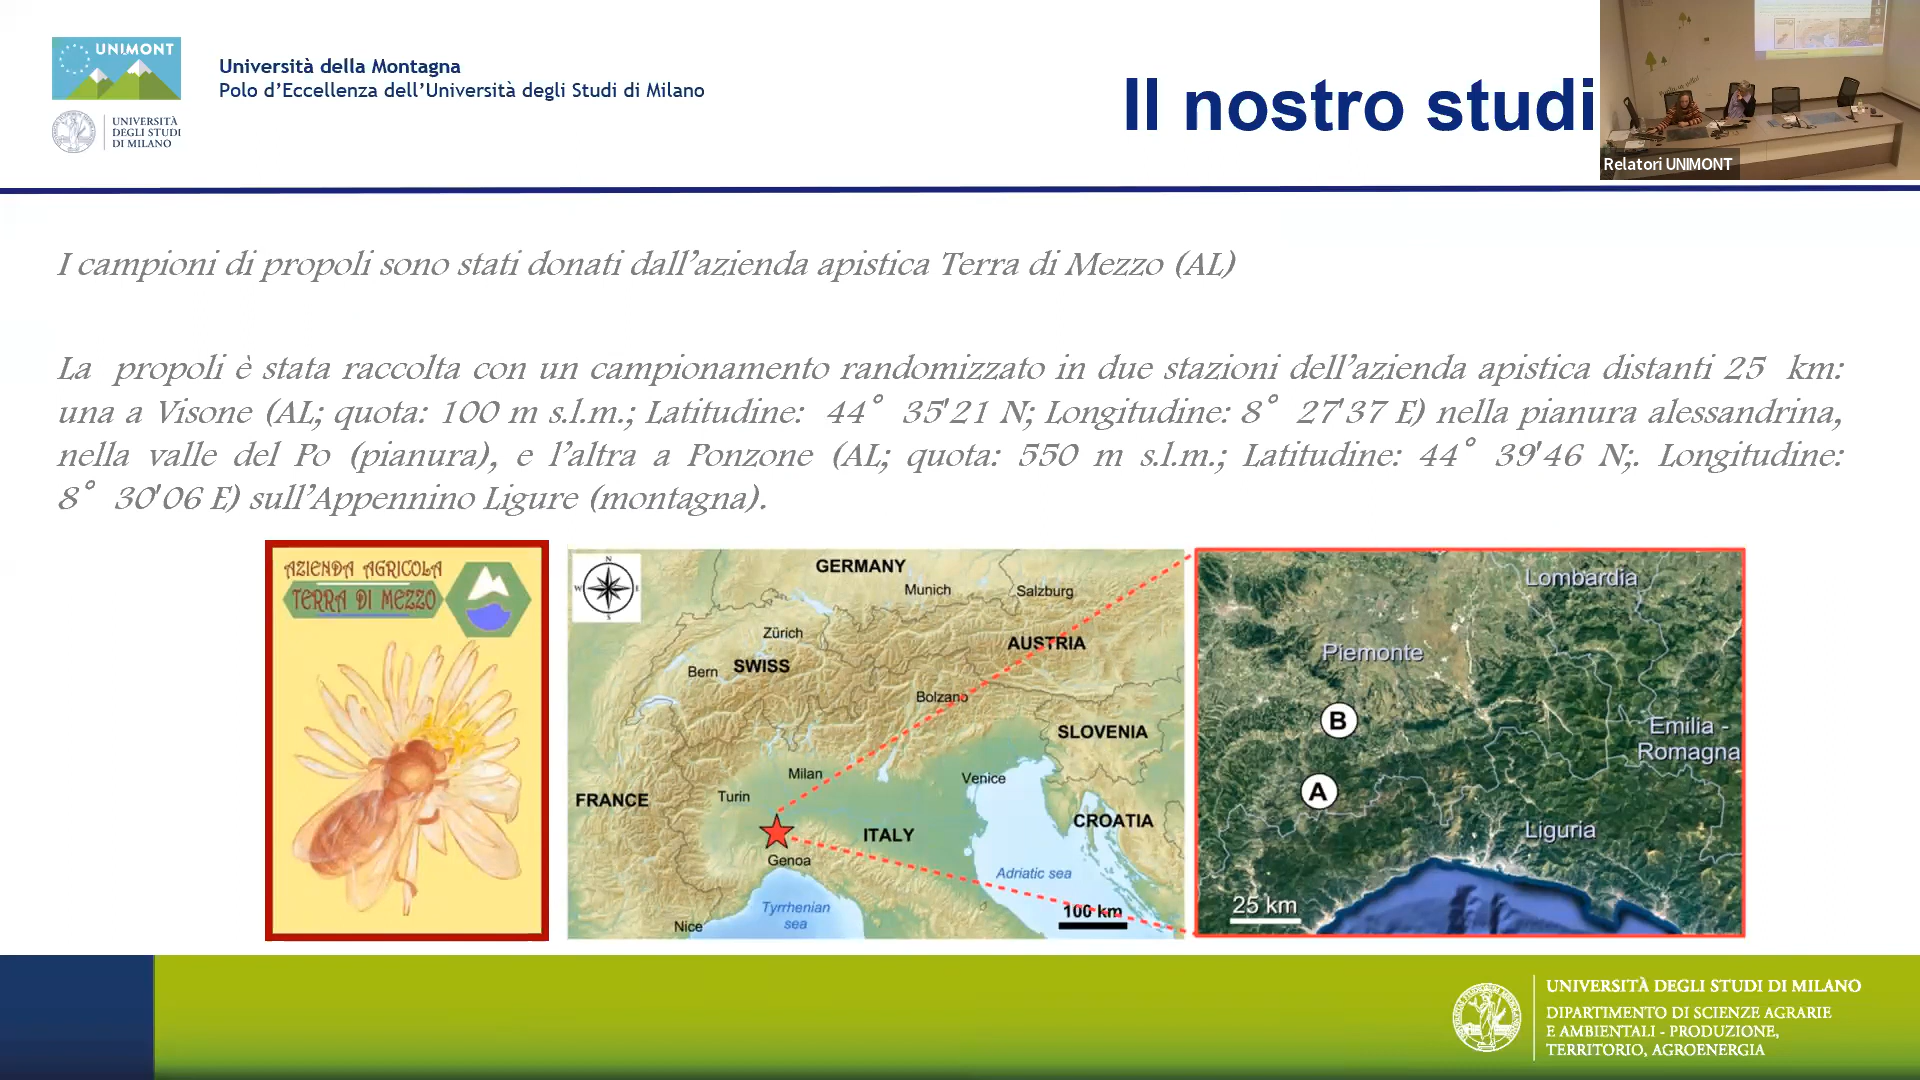 UNIMONT
UNIVERSITÀ
DEGLI STUDI
DI MILANO
Università della Montagna
Polo d'Eccellenza dell'Università degli Studi di Milano
Il nostro studi
Relatori UNIMONT
I campioni di propoli sono stati donati dall'azienda apistica Terra di Mezzo (AL)
La propoli è stata raccolta con un campionamento randomizzato in due stazioni dell'azienda apistica distanti 25 km:
una a Visone (AL; quota: 100 m s.l.m.; Latitudine: 44° 35'21 N; Longitudine: 8° 27'37 E) nella pianura alessandrina,
nella valle del Po (pianura), e l'altra a Ponzone (AL; quota: 550 m s.l.m.; Latitudine: 44° 39'46 N;. Longitudine:
8° 30'06 E) sull'Appennino Ligure (montagna).
AZIENDA AGRICOLA
TERRA DI MEZZO
N
W E
S
GERMANY
Munich
Salzburg
Zürich
AUSTRIA
Bern
SWISS
Bolzano
SLOVENIA
Milan
Venice
Turin
FRANCE
CROATIA
ITALY
Genoa
Adriatic sea
Tyrrhenian
sea
100 km
Nice
Lombardia
Piemonte
B
Emilia -
Romagna
A
Liguria
25 km
UNIVERSITÀ DEGLI STUDI DI MILANO
DIPARTIMENTO DI SCIENZE AGRARIE
E AMBIENTALI - PRODUZIONE,
TERRITORIO, AGROENERGIA